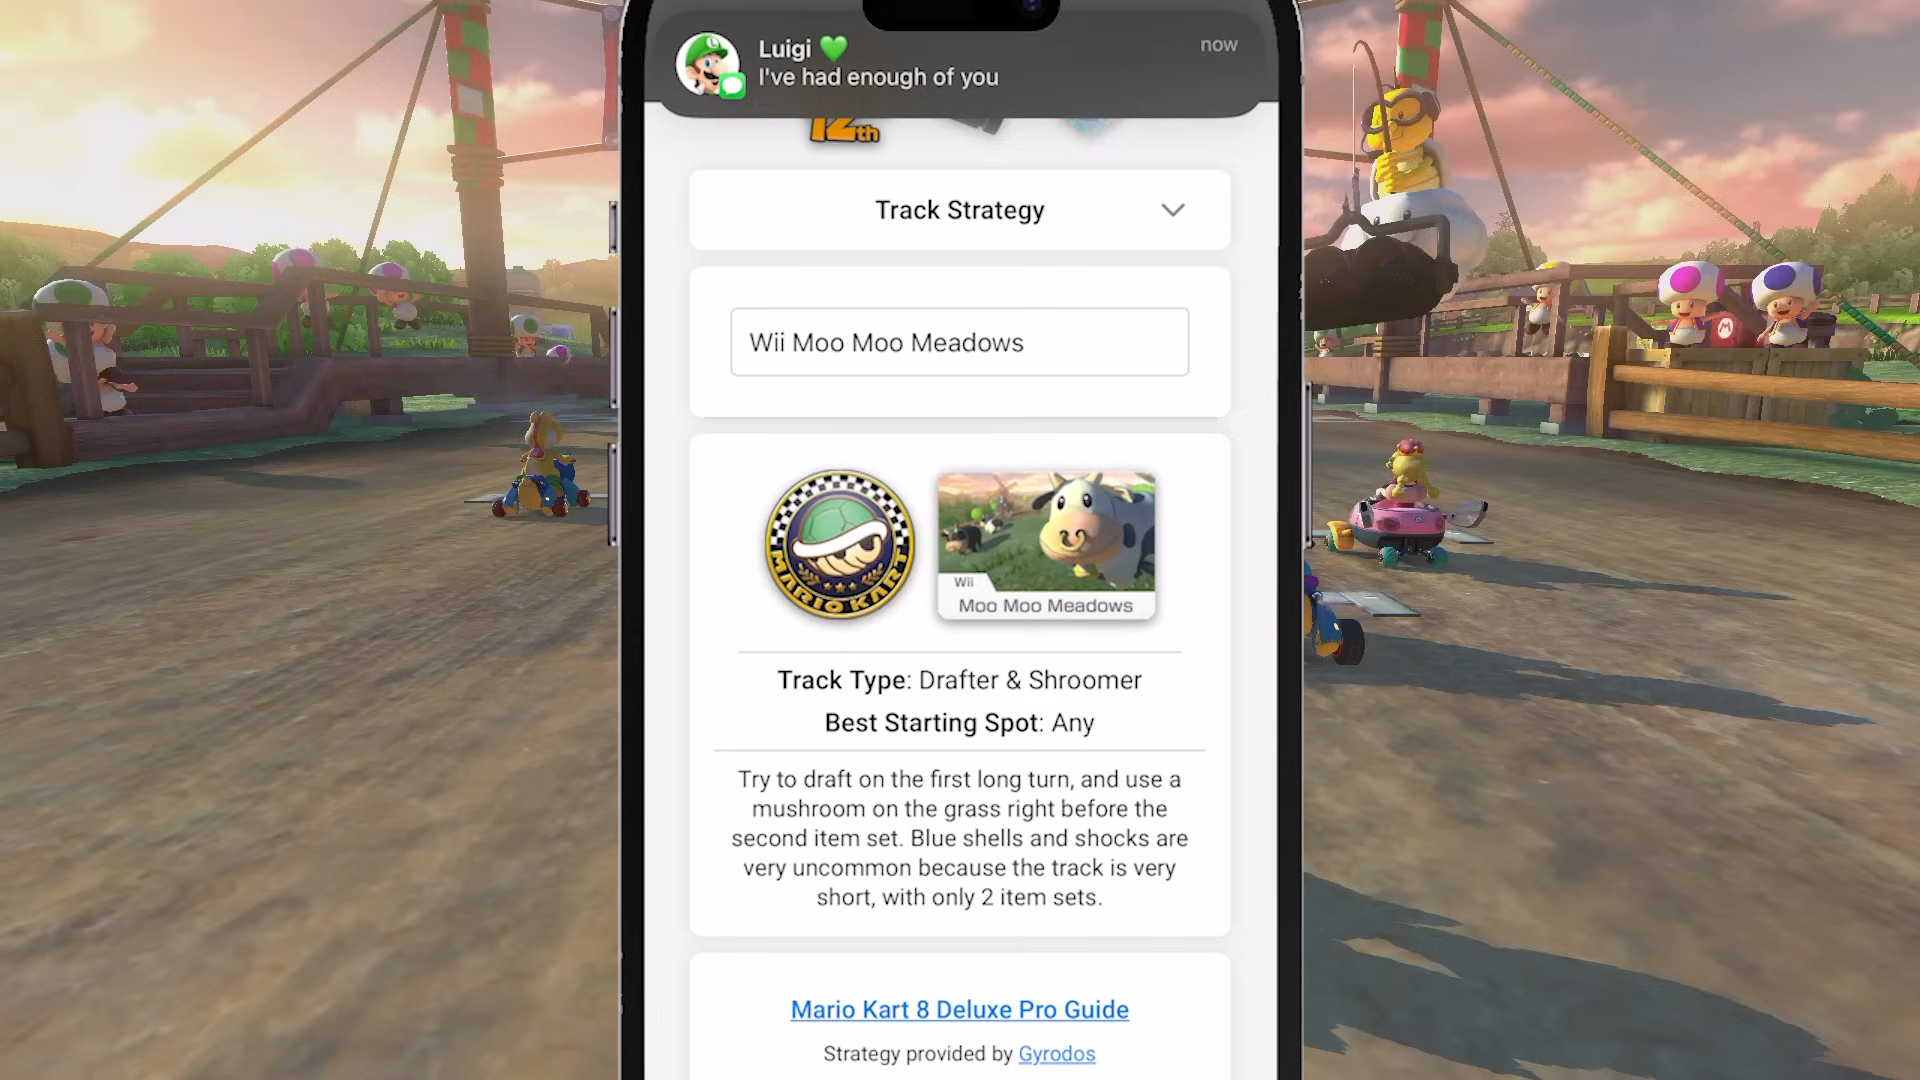 Luigi 💚
now
I've had enough of you
12th
Track Strategy
Wii Moo Moo Meadows
MARIO KART
Wii
Moo Moo Meadows
Track Type: Drafter & Shroomer
Best Starting Spot: Any
Try to draft on the first long turn, and use a
mushroom on the grass right before the
second item set. Blue shells and shocks are
very uncommon because the track is very
short, with only 2 item sets.
Mario Kart 8 Deluxe Pro Guide
Strategy provided by Gyrodos